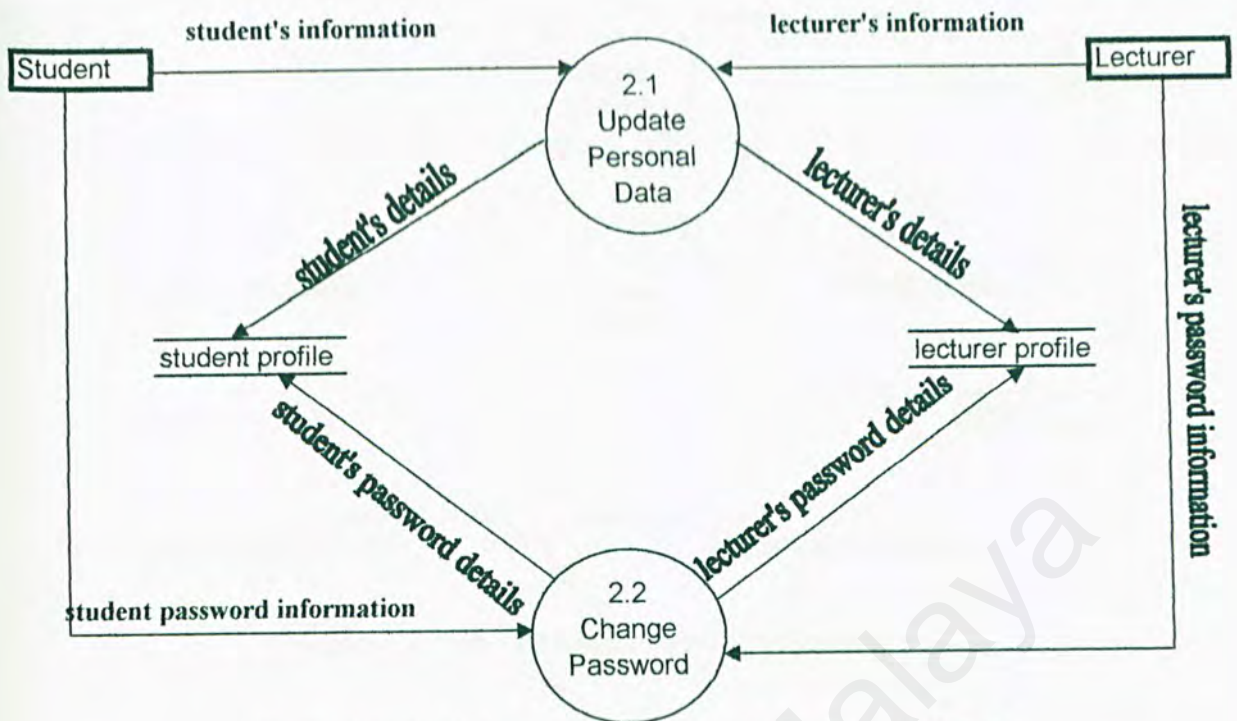 student's information
lecturer's information
Student
Lecturer
2.1
Update
Personal
Data
student's details
lecturer's details
lecturer's password information
student profile
lecturer profile
student's password details
lecturer's password details
student password information
2.2
Change
Password